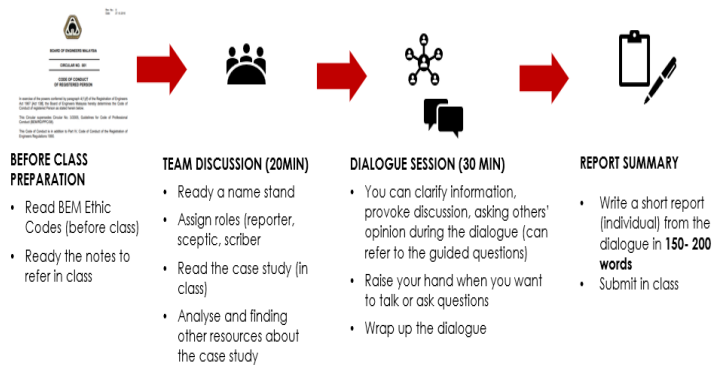 BOARD OF ENGINEERS MALAYSIA
CIRCULAR NO. 001
CODE OF CONDUCT
OF REGISTERED PERSON
BEFORE CLASS
PREPARATION
• Read BEM Ethic
Codes (before class)
• Ready the notes to
refer in class
TEAM DISCUSSION (20MIN)
• Ready a name stand
• Assign roles (reporter,
sceptic, scriber
• Read the case study (in
class)
• Analyse and finding
other resources about
the case study
DIALOGUE SESSION (30 MIN)
• You can clarify information,
provoke discussion, asking others’
opinion during the dialogue (can
refer to the guided questions)
• Raise your hand when you want
to talk or ask questions
• Wrap up the dialogue
REPORT SUMMARY
• Write a short report
(individual) from the
dialogue in 150- 200
words
• Submit in class